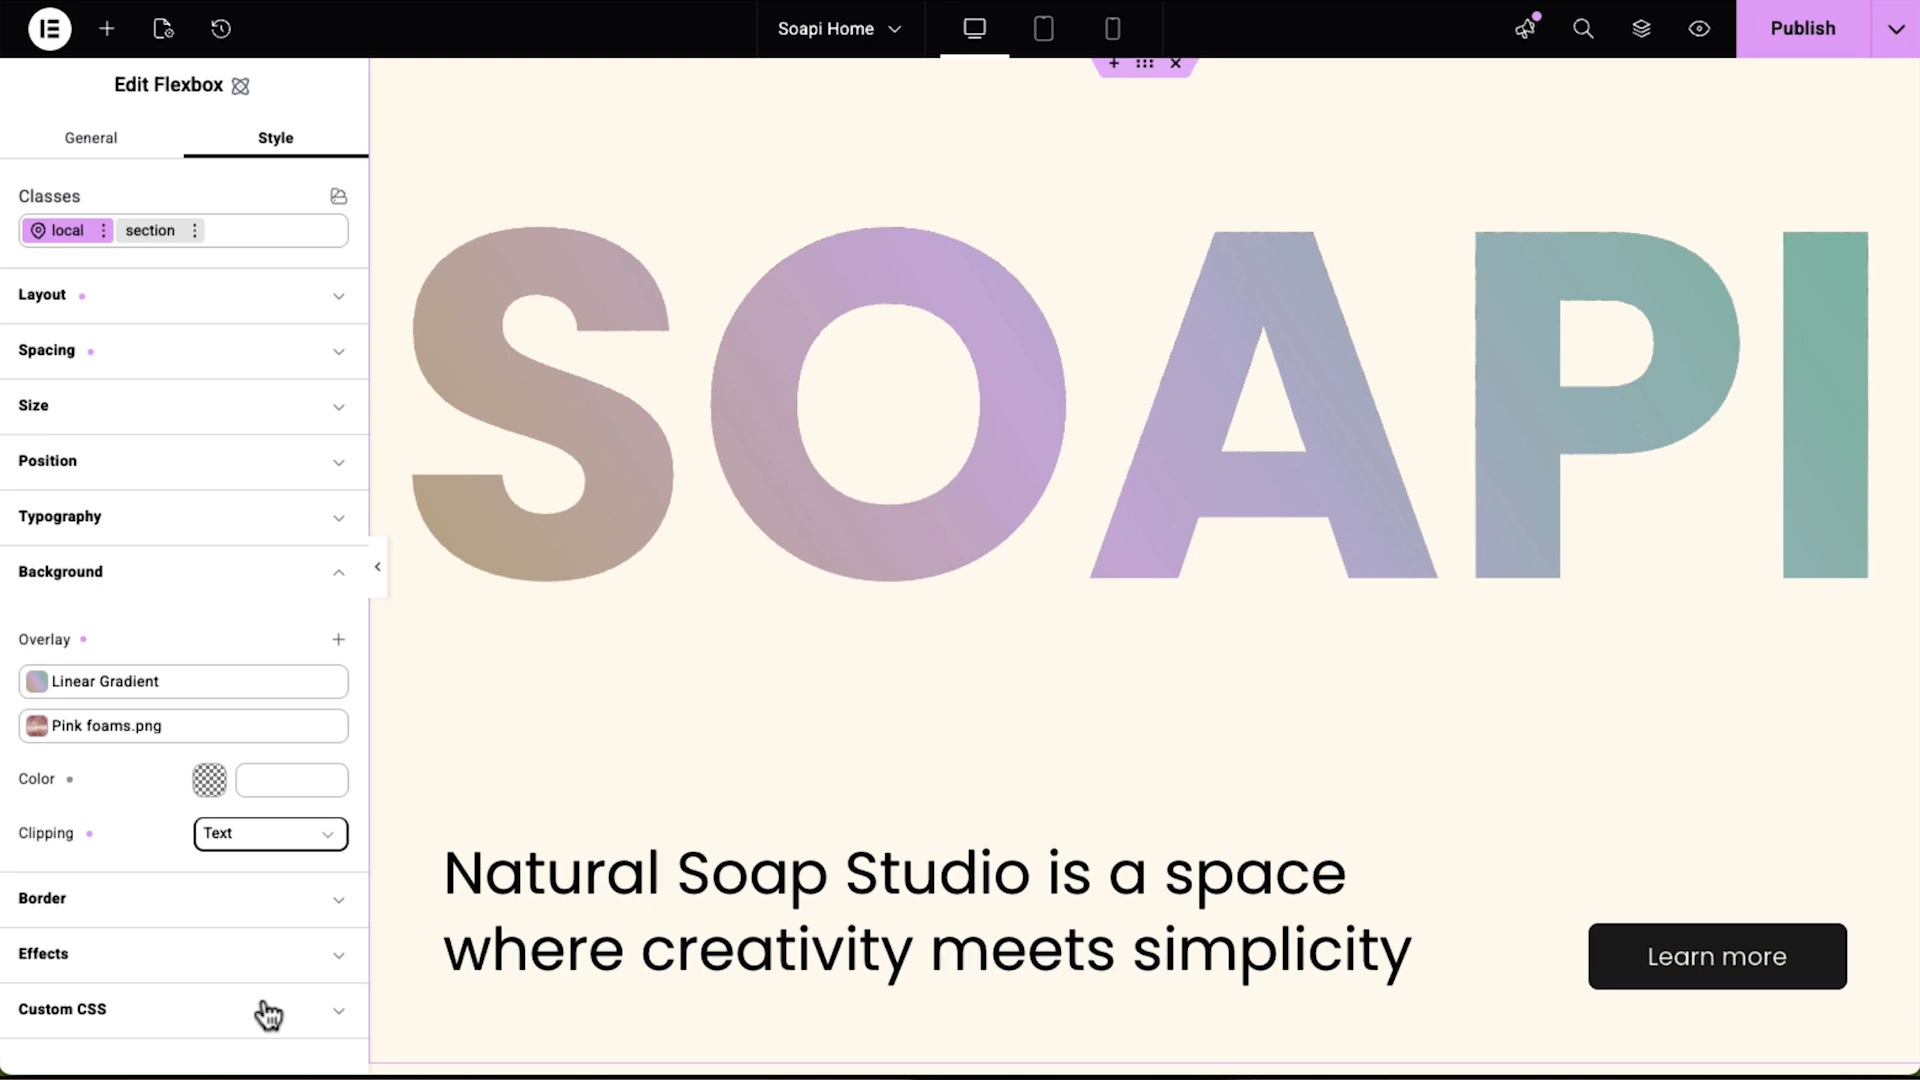 Soapi Home
Publish
Edit Flexbox
General
Style
Classes
local
section
Layout
Spacing
Size
Position
Typography
Background
Overlay
Linear Gradient
Pink foams.png
Color
Clipping
Text
Border
Effects
Custom CSS
SOAPI
Natural Soap Studio is a space
where creativity meets simplicity
Learn more